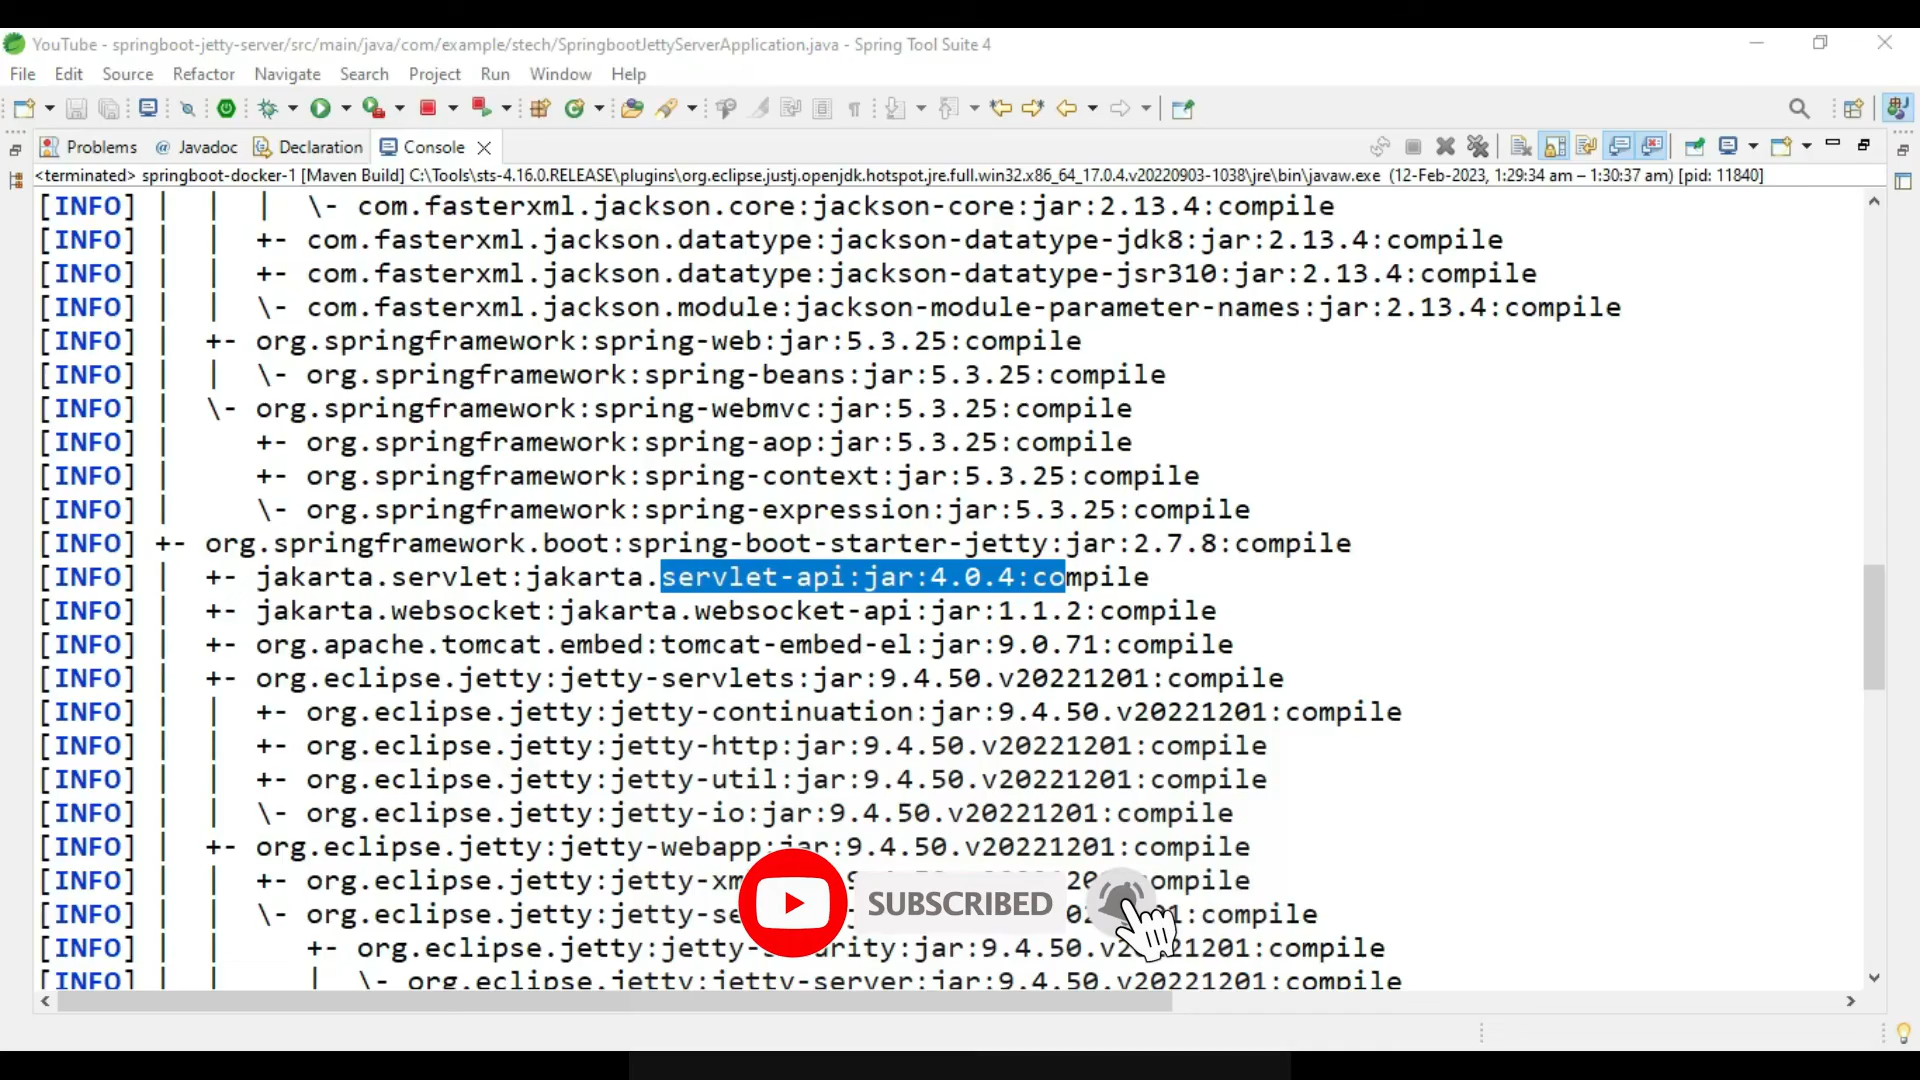 YouTube - springboot-jetty-server/src/main/java/com/example/stech/SpringbootJettyServerApplication.java - Spring Tool Suite 4
File Edit Source Refactor Navigate Search Project Run Window Help
Problems @ Javadoc Declaration Console
<terminated> springboot-docker-1 [Maven Build] C:\Tools\sts-4.16.0.RELEASE\plugins\org.eclipse.justj.openjdk.hotspot.jre.full.win32.x86_64_17.0.4.v20220903-1038\jre\bin\javaw.exe (12-Feb-2023, 1:29:34 am – 1:30:37 am) [pid: 11840]
[INFO] |  |  |  \- com.fasterxml.jackson.core:jackson-core:jar:2.13.4:compile
[INFO] |  |  +- com.fasterxml.jackson.datatype:jackson-datatype-jdk8:jar:2.13.4:compile
[INFO] |  |  +- com.fasterxml.jackson.datatype:jackson-datatype-jsr310:jar:2.13.4:compile
[INFO] |  |  \- com.fasterxml.jackson.module:jackson-module-parameter-names:jar:2.13.4:compile
[INFO] |  +- org.springframework:spring-web:jar:5.3.25:compile
[INFO] |  |  \- org.springframework:spring-beans:jar:5.3.25:compile
[INFO] |  \- org.springframework:spring-webmvc:jar:5.3.25:compile
[INFO] |     +- org.springframework:spring-aop:jar:5.3.25:compile
[INFO] |     +- org.springframework:spring-context:jar:5.3.25:compile
[INFO] |     \- org.springframework:spring-expression:jar:5.3.25:compile
[INFO] +- org.springframework.boot:spring-boot-starter-jetty:jar:2.7.8:compile
[INFO] |  +- jakarta.servlet:jakarta.servlet-api:jar:4.0.4:compile
[INFO] |  +- jakarta.websocket:jakarta.websocket-api:jar:1.1.2:compile
[INFO] |  +- org.apache.tomcat.embed:tomcat-embed-el:jar:9.0.71:compile
[INFO] |  +- org.eclipse.jetty:jetty-servlets:jar:9.4.50.v20221201:compile
[INFO] |  |  +- org.eclipse.jetty:jetty-continuation:jar:9.4.50.v20221201:compile
[INFO] |  |  +- org.eclipse.jetty:jetty-http:jar:9.4.50.v20221201:compile
[INFO] |  |  +- org.eclipse.jetty:jetty-util:jar:9.4.50.v20221201:compile
[INFO] |  |  \- org.eclipse.jetty:jetty-io:jar:9.4.50.v20221201:compile
[INFO] |  +- org.eclipse.jetty:jetty-webapp:jar:9.4.50.v20221201:compile
[INFO] |  |  +- org.eclipse.jetty:jetty-xm compile
[INFO] |  |  \- org.eclipse.jetty:jetty-se :compile
SUBSCRIBED
[INFO] |  |     +- org.eclipse.jetty:jetty- urity:jar:9.4.50.v20221201:compile
[INFO] |  |     |  \- org.eclipse.jetty:jetty-server:jar:9.4.50.v20221201:compile